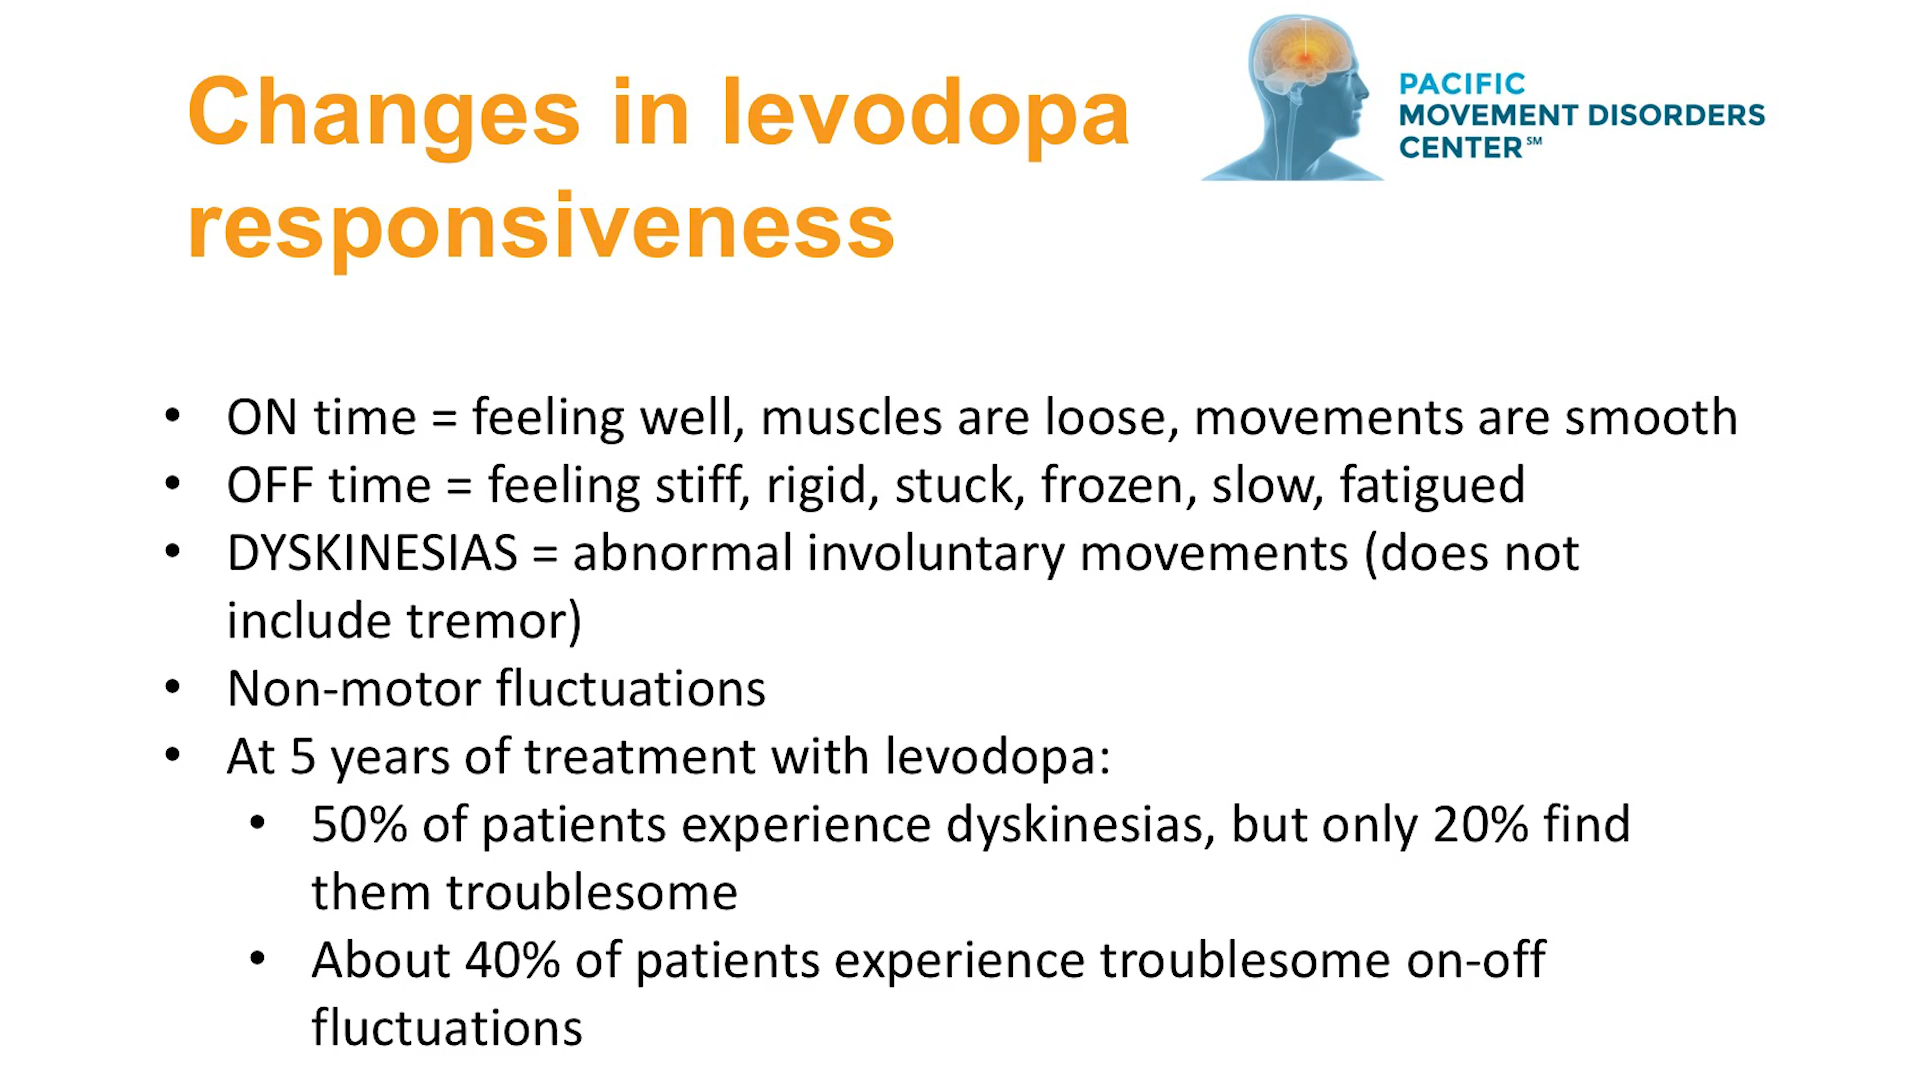 Changes in levodopa
responsiveness
PACIFIC
MOVEMENT DISORDERS
CENTER℠
• ON time = feeling well, muscles are loose, movements are smooth
• OFF time = feeling stiff, rigid, stuck, frozen, slow, fatigued
• DYSKINESIAS = abnormal involuntary movements (does not
include tremor)
• Non-motor fluctuations
• At 5 years of treatment with levodopa:
• 50% of patients experience dyskinesias, but only 20% find
them troublesome
• About 40% of patients experience troublesome on-off
fluctuations